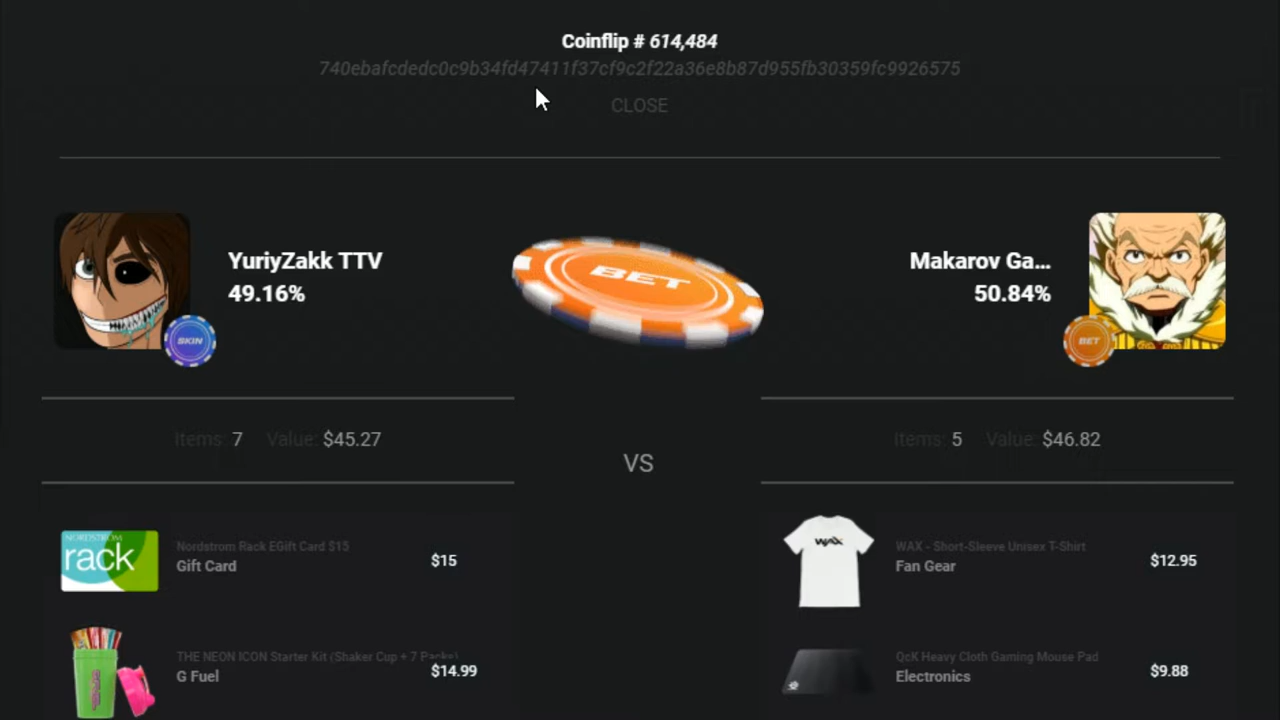 Coinflip # 614,484
740ebafcdedc0c9b34fd47411f37cf9c2f22a36e8b87d955fb30359fc9926575
CLOSE
YuriyZakk TTV
49.16%
SKIN
BET
Makarov Ga...
50.84%
BET
Items: 7 Value: $45.27
VS
Items: 5 Value: $46.82
NORDSTROM
rack
Nordstrom Rack EGift Card $15
Gift Card
$15
WAX
WAX - Short-Sleeve Unisex T-Shirt
Fan Gear
$12.95
THE NEON ICON Starter Kit (Shaker Cup + 7 Packs)
G Fuel
$14.99
QcK Heavy Cloth Gaming Mouse Pad
Electronics
$9.88